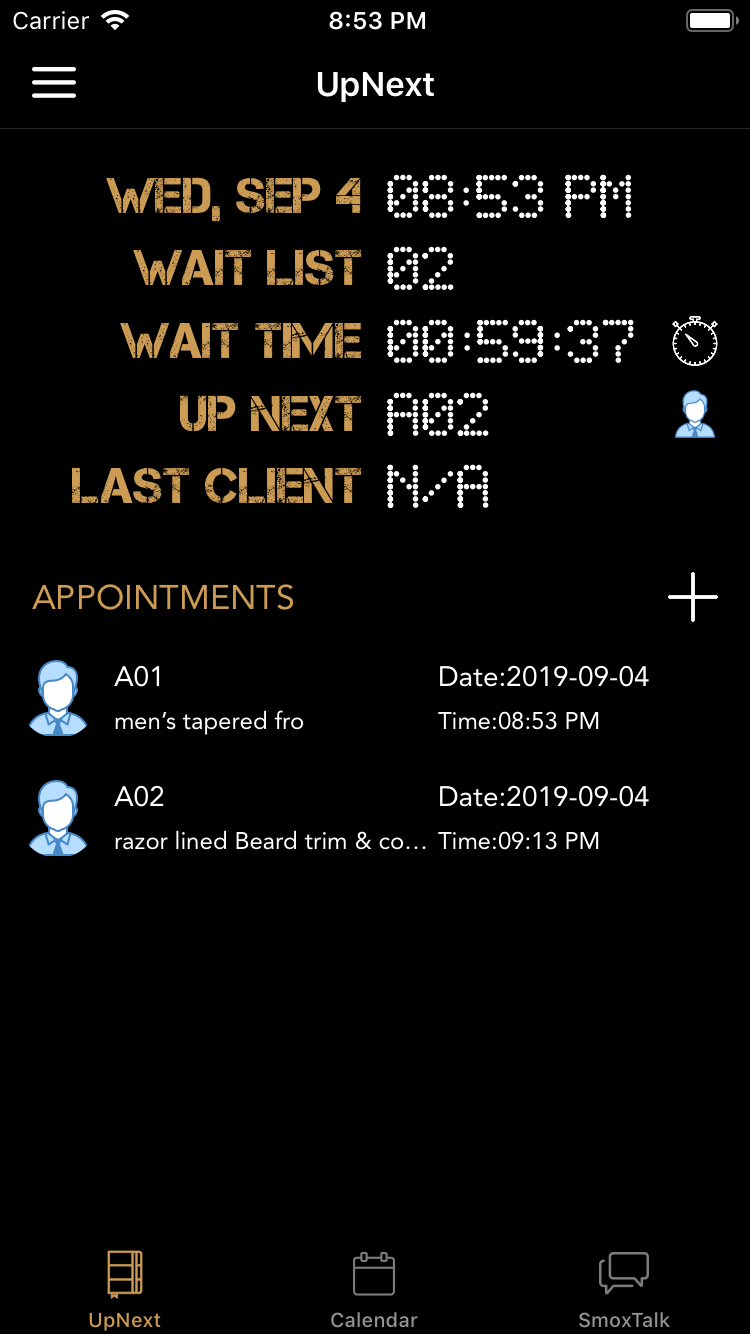 Carrier 8:53 PM
UpNext
WED, SEP 4 08:53 PM
WAIT LIST 02
WAIT TIME 00:59:37
UP NEXT A02
LAST CLIENT N/A
APPOINTMENTS
A01 Date:2019-09-04
men's tapered fro Time:08:53 PM
A02 Date:2019-09-04
razor lined Beard trim & co... Time:09:13 PM
UpNext Calendar SmoxTalk